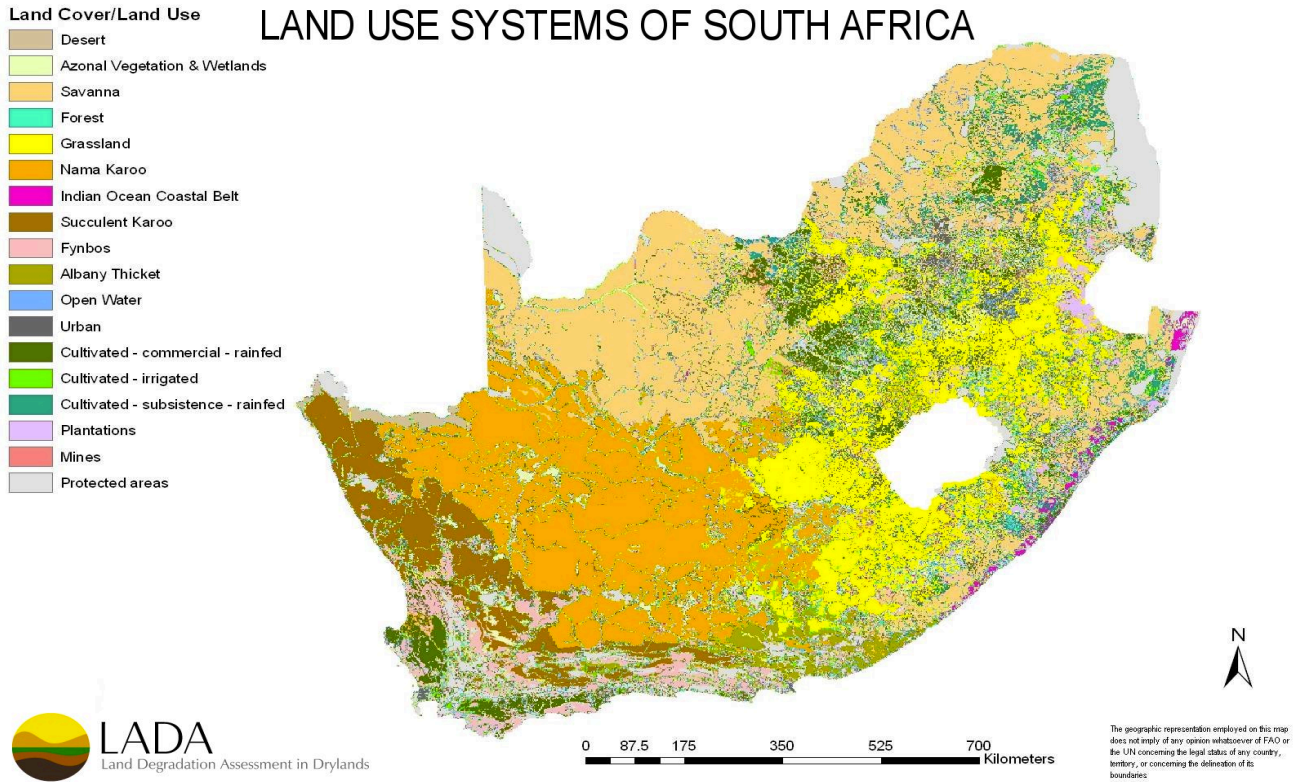 LAND USE SYSTEMS OF SOUTH AFRICA
Land Cover/Land Use
Desert
Azonal Vegetation & Wetlands
Savanna
Forest
Grassland
Nama Karoo
Indian Ocean Coastal Belt
Succulent Karoo
Fynbos
Albany Thicket
Open Water
Urban
Cultivated - commercial - rainfed
Cultivated - irrigated
Cultivated - subsistence - rainfed
Plantations
Mines
Protected areas
N
LADA
Land Degradation Assessment in Drylands
0 87.5 175 350 525 700
Kilometers
The geographic representation employed on this map
does not imply of any opinion whatsoever of FAO or
the UN concerning the legal status of any country,
territory, or concerning the delineation of its
boundaries